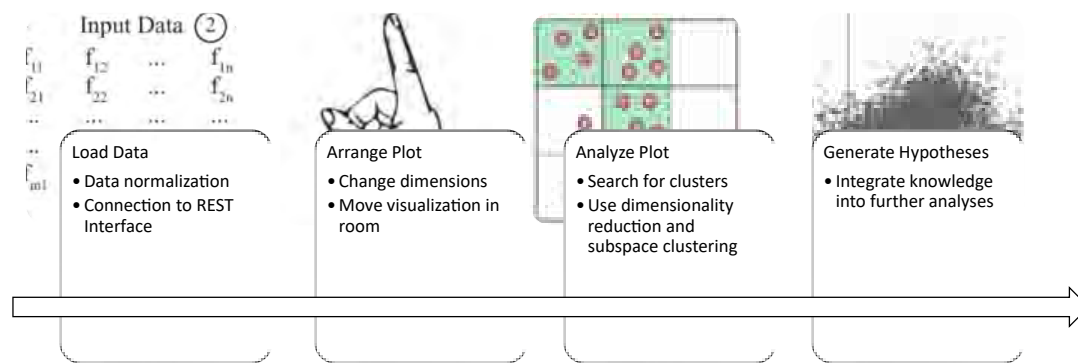 Input Data 2
f11 f12 ... f1n
f21 f22 ... f2n
.. ... ... ...
..
fm1
Load Data
• Data normalization
• Connection to REST
Interface
Arrange Plot
• Change dimensions
• Move visualization in
room
Analyze Plot
• Search for clusters
• Use dimensionality
reduction and
subspace clustering
Generate Hypotheses
• Integrate knowledge
into further analyses